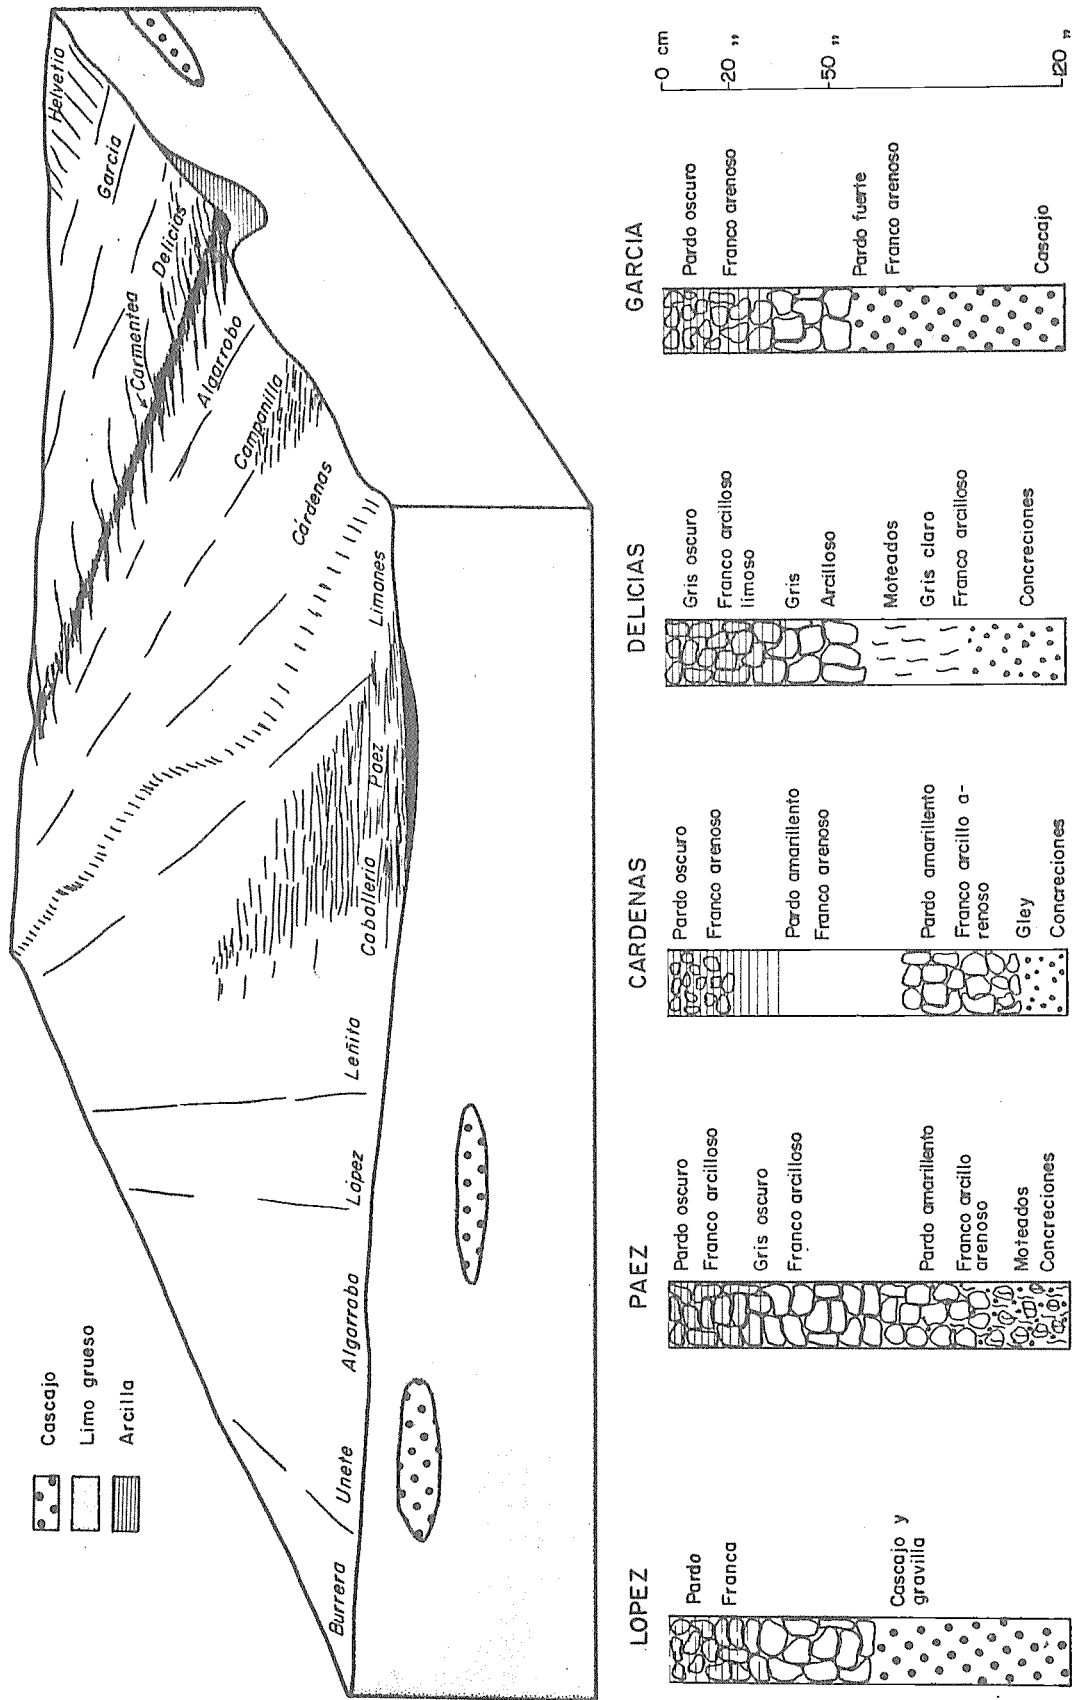 Cascajo
Limo grueso
Arcilla
Burrera
Unete
Algarrobo
López
Leñita
Caballeria
Paez
Limones
Cárdenas
Campanilla
Algarrobo
Carmentea
Delicias
Garcia
Helvetia
LOPEZ
Pardo
Franca
Cascajo y
gravilla
PAEZ
Pardo oscuro
Franco arcilloso
Gris oscuro
Franco arcilloso
Pardo amarillento
Franco arcillo
arenoso
Moteados
Concreciones
CARDENAS
Pardo oscuro
Franco arenoso
Pardo amarillento
Franco arenoso
Pardo amarillento
Franco arcillo a-
renoso
Gley
Concreciones
DELICIAS
Gris oscuro
Franco arcilloso
limoso
Gris
Arcilloso
Moteados
Gris claro
Franco arcilloso
Concreciones
GARCIA
Pardo oscuro
Franco arenoso
Pardo fuerte
Franco arenoso
Cascajo
0 cm
20 "
50 "
120 "